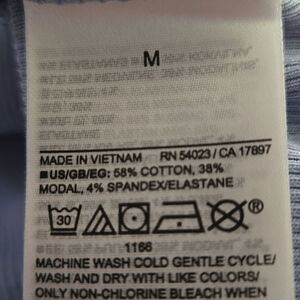 M
MADE IN VIETNAM RN 54023 / CA 17897
US/GB/EG: 58% COTTON, 38%
MODAL, 4% SPANDEX/ELASTANE
30 ®
1166
MACHINE WASH COLD GENTLE CYCLE/
WASH AND DRY WITH LIKE COLORS/
ONLY NON-CHLORINE BLEACH WHEN